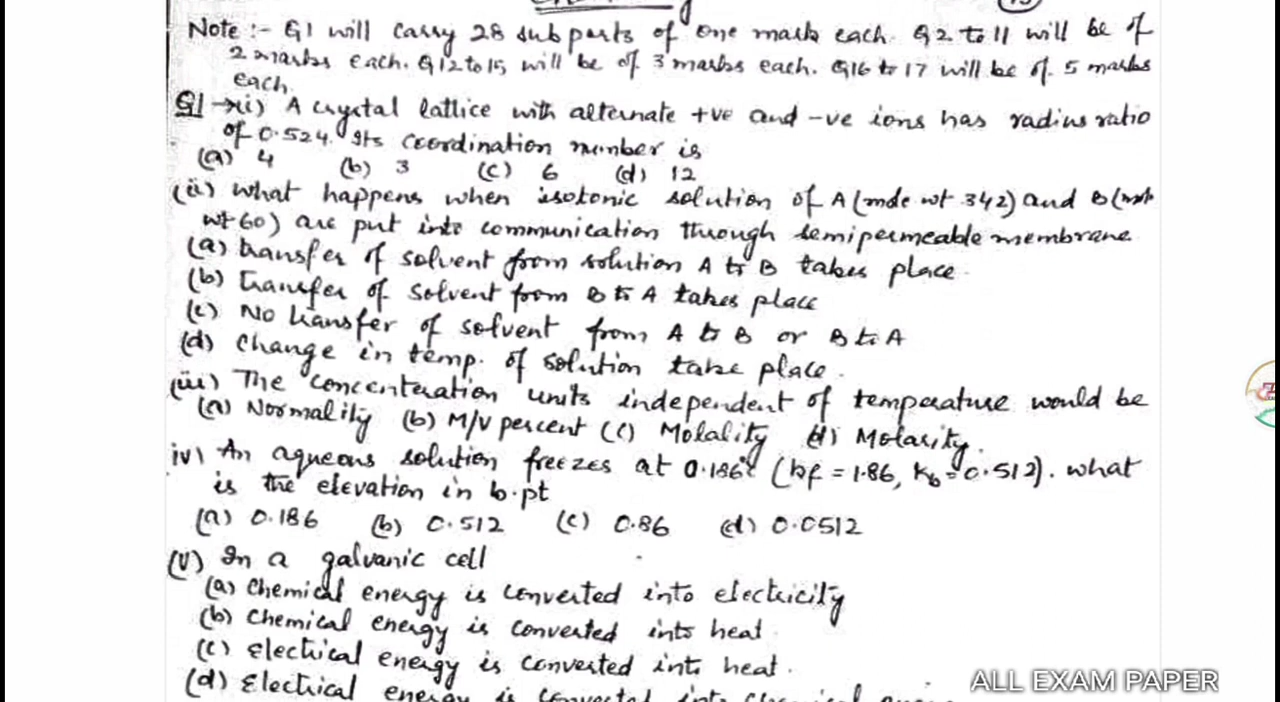 Note :- Q1 will carry 28 sub parts of one mark each. Q2 to 11 will be of
2 marks each. Q12 to 15 will be of 3 marks each. Q16 to 17 will be of 5 marks
each.
Q1 → (i) A crystal lattice with alternate +ve and -ve ions has radius ratio
of 0.524. Its coordination number is
(a) 4 (b) 3 (c) 6 (d) 12
(ii) what happens when isotonic solution of A (mole wt 342) and B (mol
wt 60) are put into communication through semipermeable membrane
(a) transfer of solvent from solution A to B takes place.
(b) transfer of solvent from B to A takes place
(c) No transfer of solvent from A to B or B to A
(d) change in temp. of solution take place.
(iii) The concenteration units independent of temperature would be
(a) Normality (b) M/V percent (c) Molality (d) Molarity.
iv) An aqueous solution freezes at 0.186°c (kf = 1.86, Kb = 0.512). what
is the elevation in b.pt
(a) 0.186 (b) 0.512 (c) 0.86 (d) 0.0512
(v) In a galvanic cell
(a) Chemical energy is converted into electricity
(b) Chemical energy is converted into heat
(c) Electrical energy is converted into heat.
(d) Electrical energy is converted into chemical
ALL EXAM PAPER